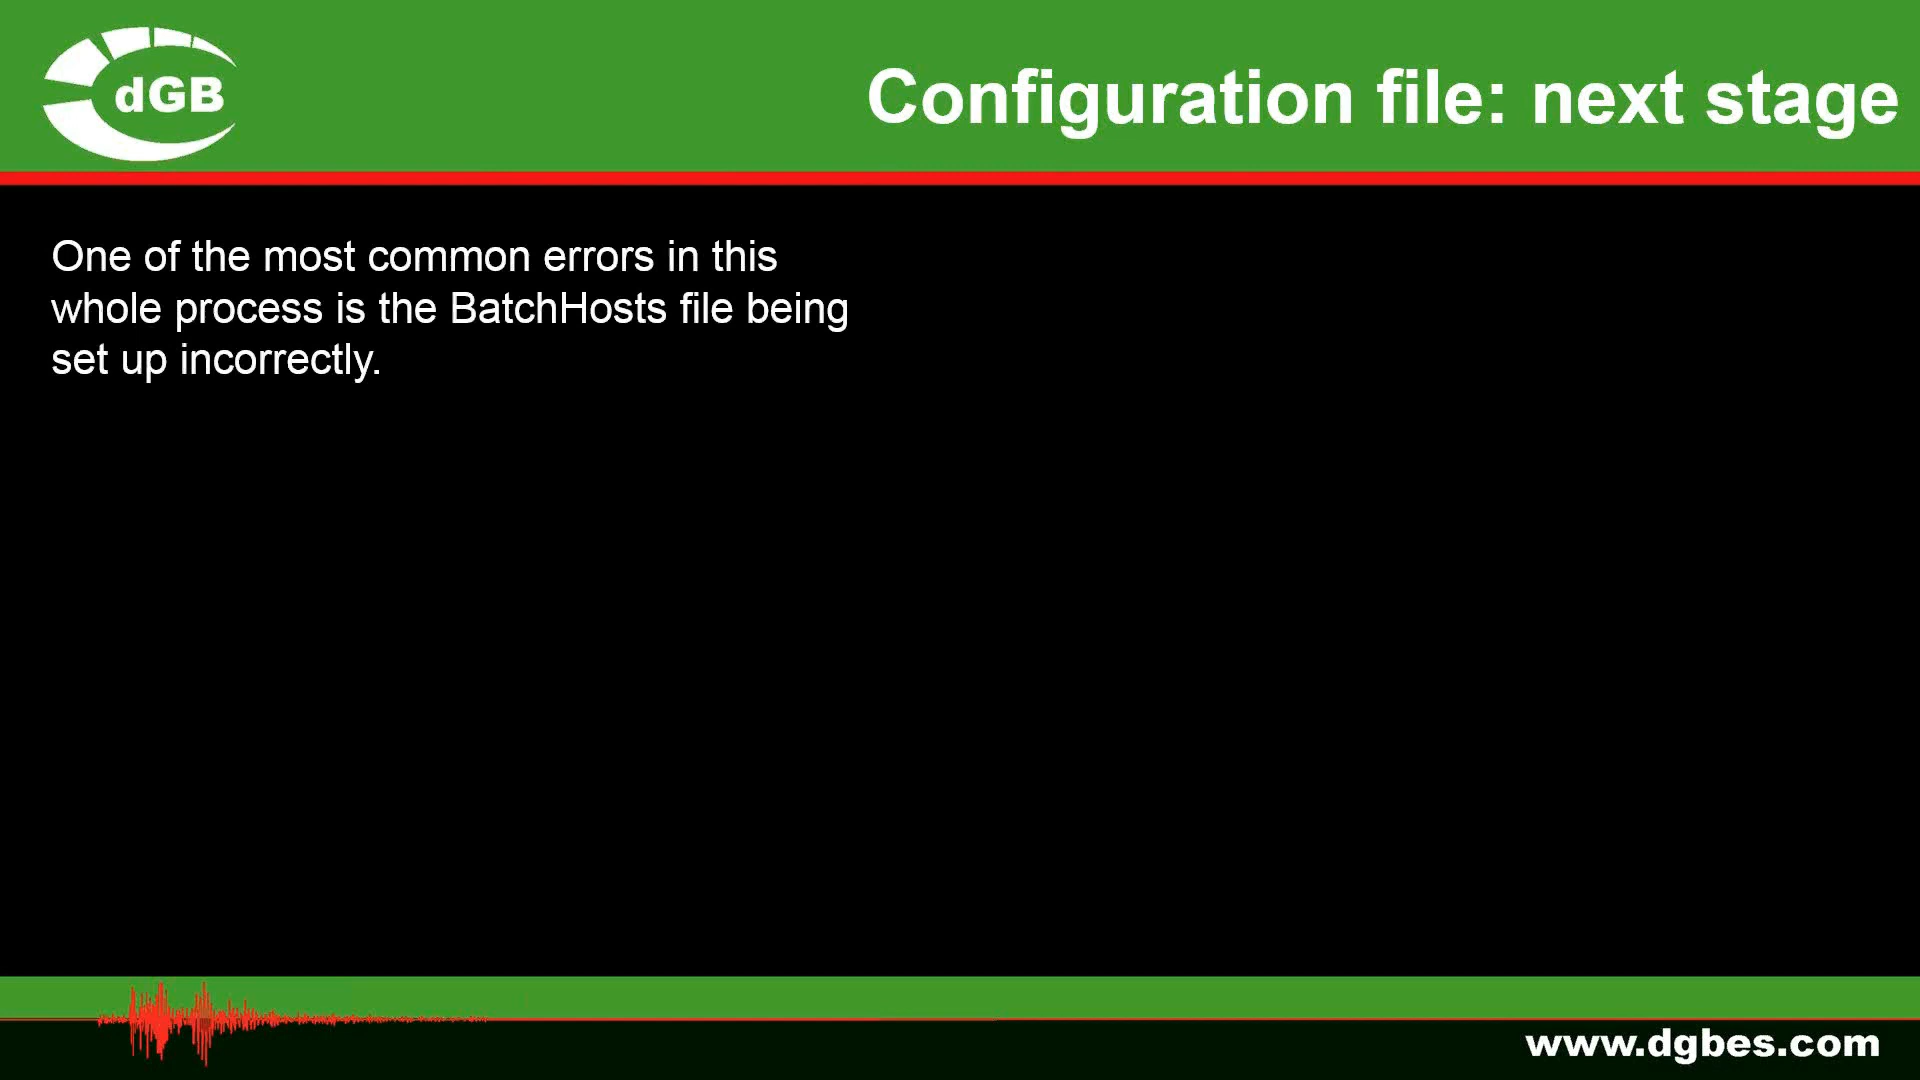 dGB
Configuration file: next stage
One of the most common errors in this
whole process is the BatchHosts file being
set up incorrectly.
www.dgbes.com